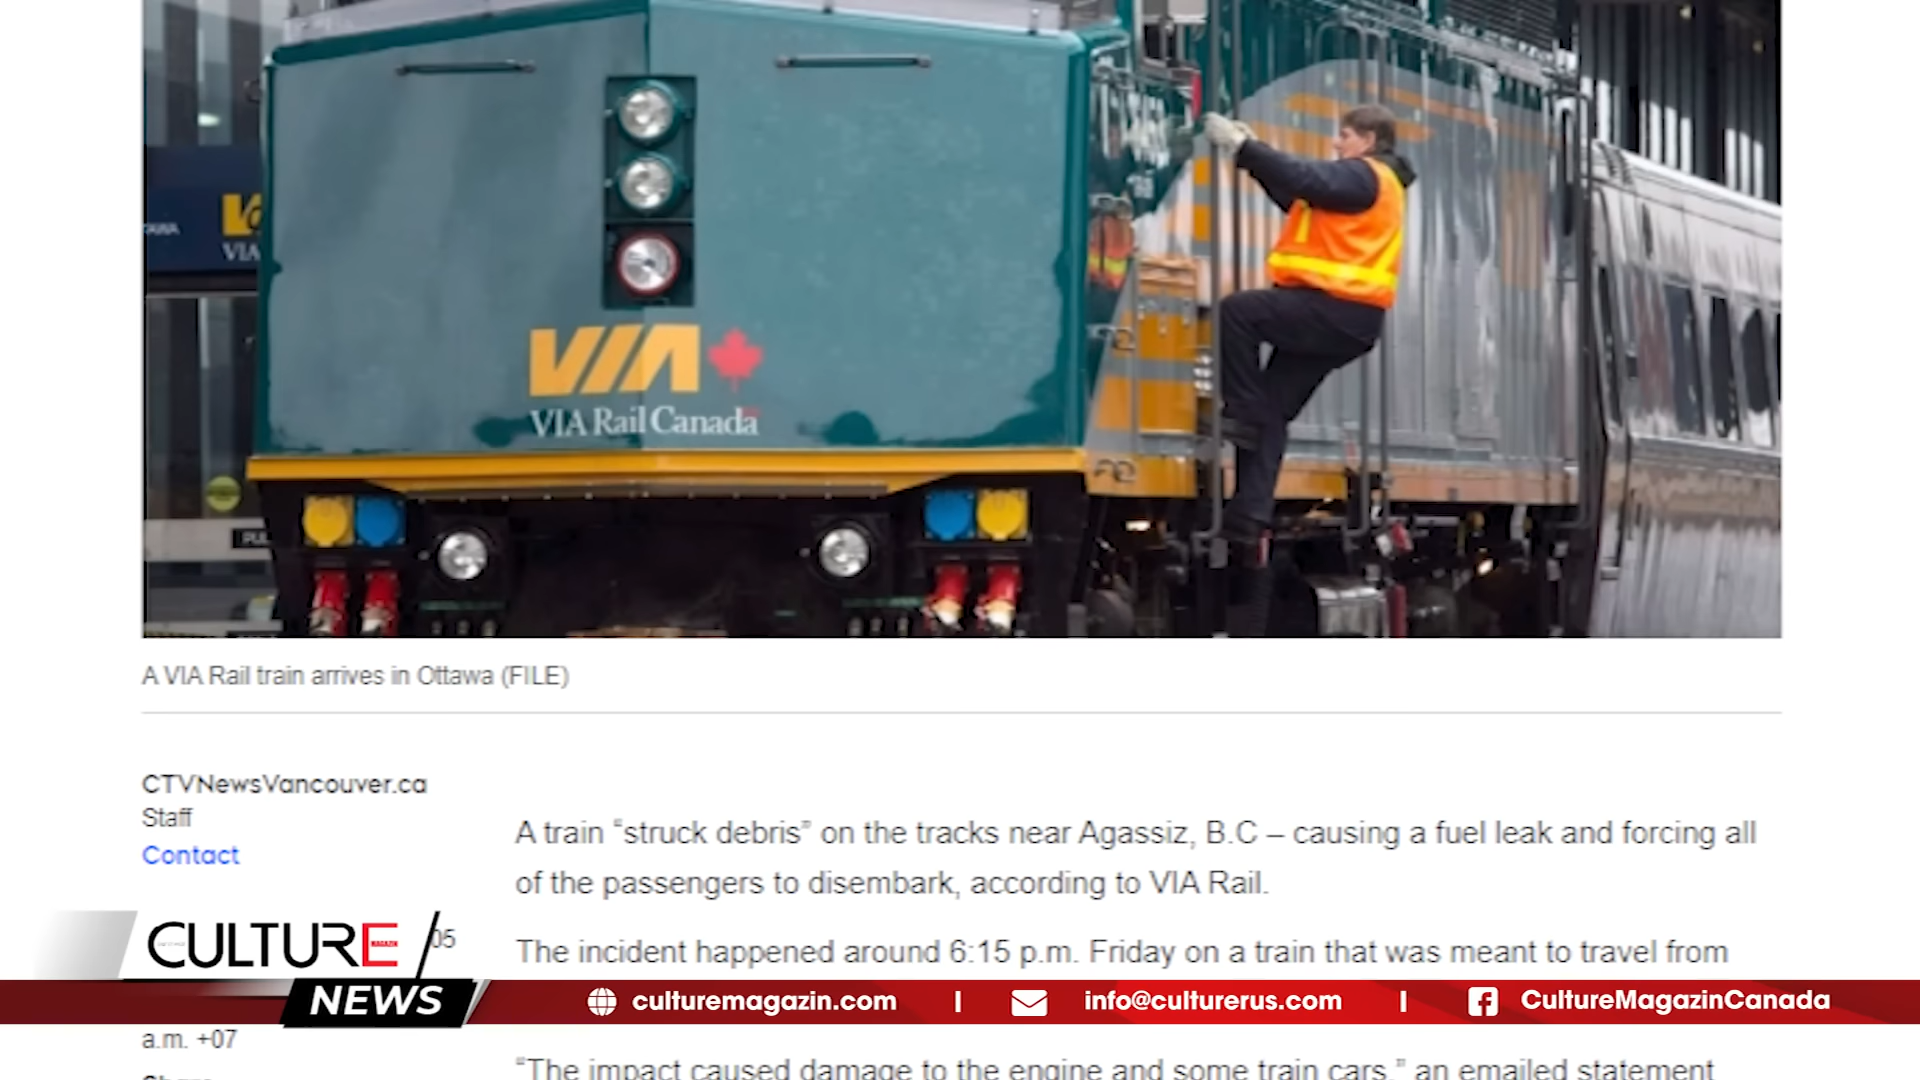 VIA
VIA
VIA Rail Canada
PUL
A VIA Rail train arrives in Ottawa (FILE)
CTVNewsVancouver.ca
Staff
Contact
A train “struck debris” on the tracks near Agassiz, B.C – causing a fuel leak and forcing all
of the passengers to disembark, according to VIA Rail.
05
The incident happened around 6:15 p.m. Friday on a train that was meant to travel from
CULTURE
MAGAZIN
NEWS
culturemagazin.com | info@culturerus.com | CultureMagazinCanada
a.m. +07
“The impact caused damage to the engine and some train cars,” an emailed statement
Share